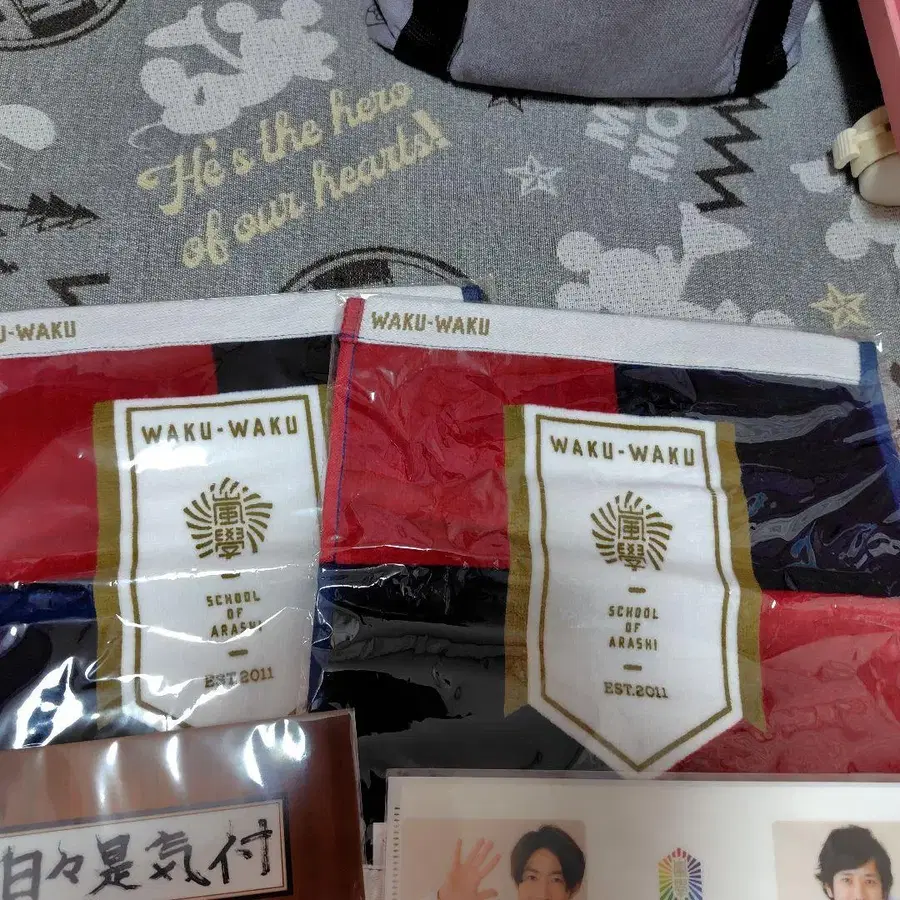 He's the hero
of our hearts!
U-WAKU
WAKU-WAKU
WAKU-WAKU
嵐
學
SCHOOL
OF
ARASHI
EST.2011
WAKU-WAKU
嵐
學
SCHOOL
OF
ARASHI
EST.2011
日々是気付